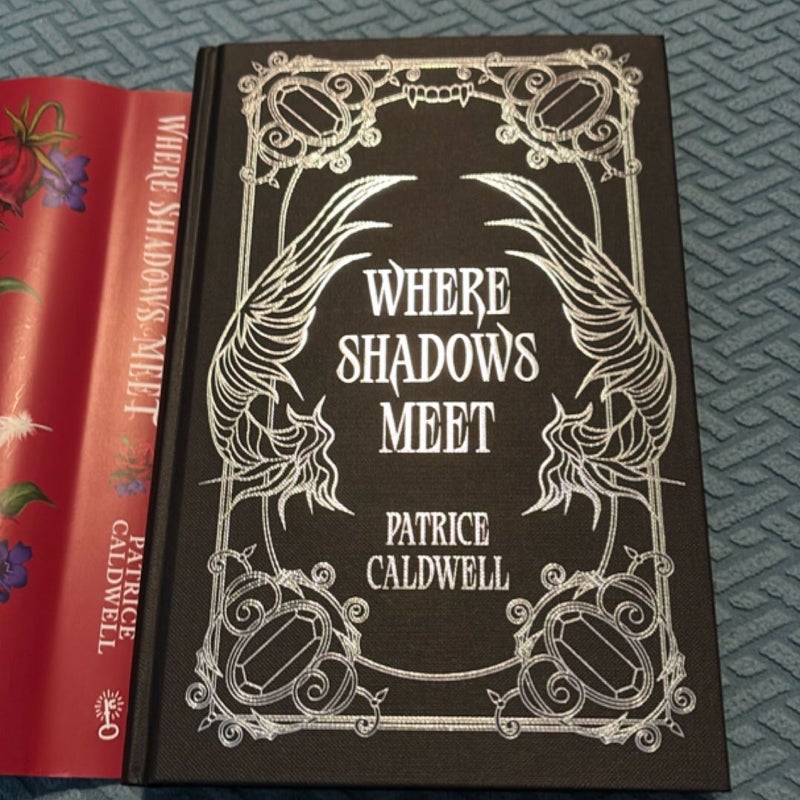 WHERE SHADOWS MEET
PATRICE
CALDWELL
WHERE
SHADOWS
MEET
PATRICE
CALDWELL